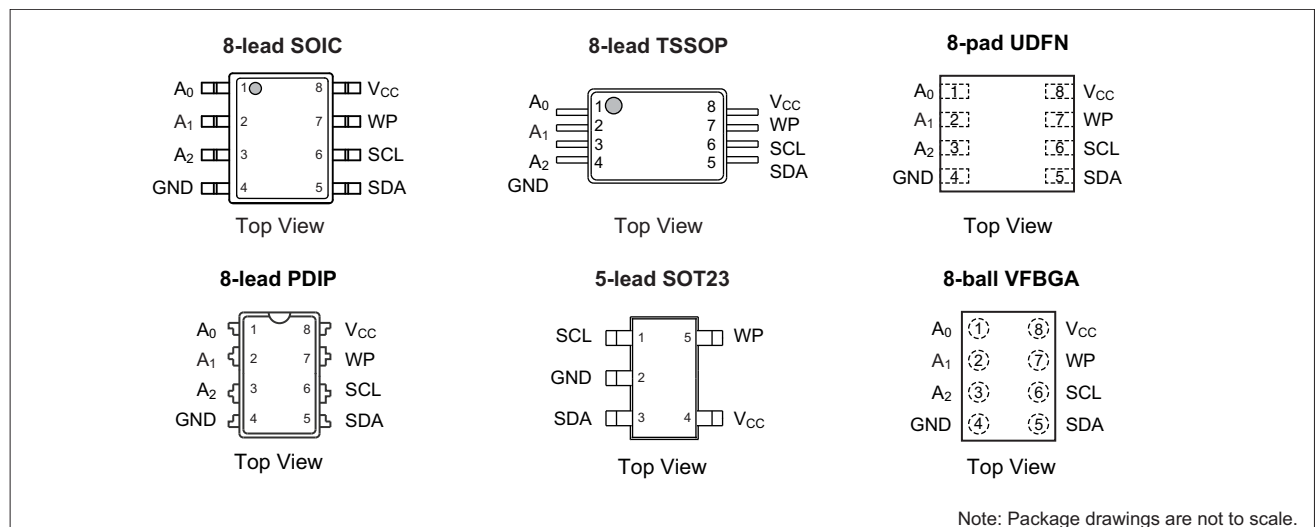 8-lead SOIC
A0 1 8 VCC
A1 2 7 WP
A2 3 6 SCL
GND 4 5 SDA
Top View
8-lead TSSOP
A0 1 8 VCC
A1 2 7 WP
A2 3 6 SCL
GND 4 5 SDA
Top View
8-pad UDFN
A0 1 8 VCC
A1 2 7 WP
A2 3 6 SCL
GND 4 5 SDA
Top View
8-lead PDIP
A0 1 8 VCC
A1 2 7 WP
A2 3 6 SCL
GND 4 5 SDA
Top View
5-lead SOT23
SCL 1 5 WP
GND 2
SDA 3 4 VCC
Top View
8-ball VFBGA
A0 1 8 VCC
A1 2 7 WP
A2 3 6 SCL
GND 4 5 SDA
Top View
Note: Package drawings are not to scale.